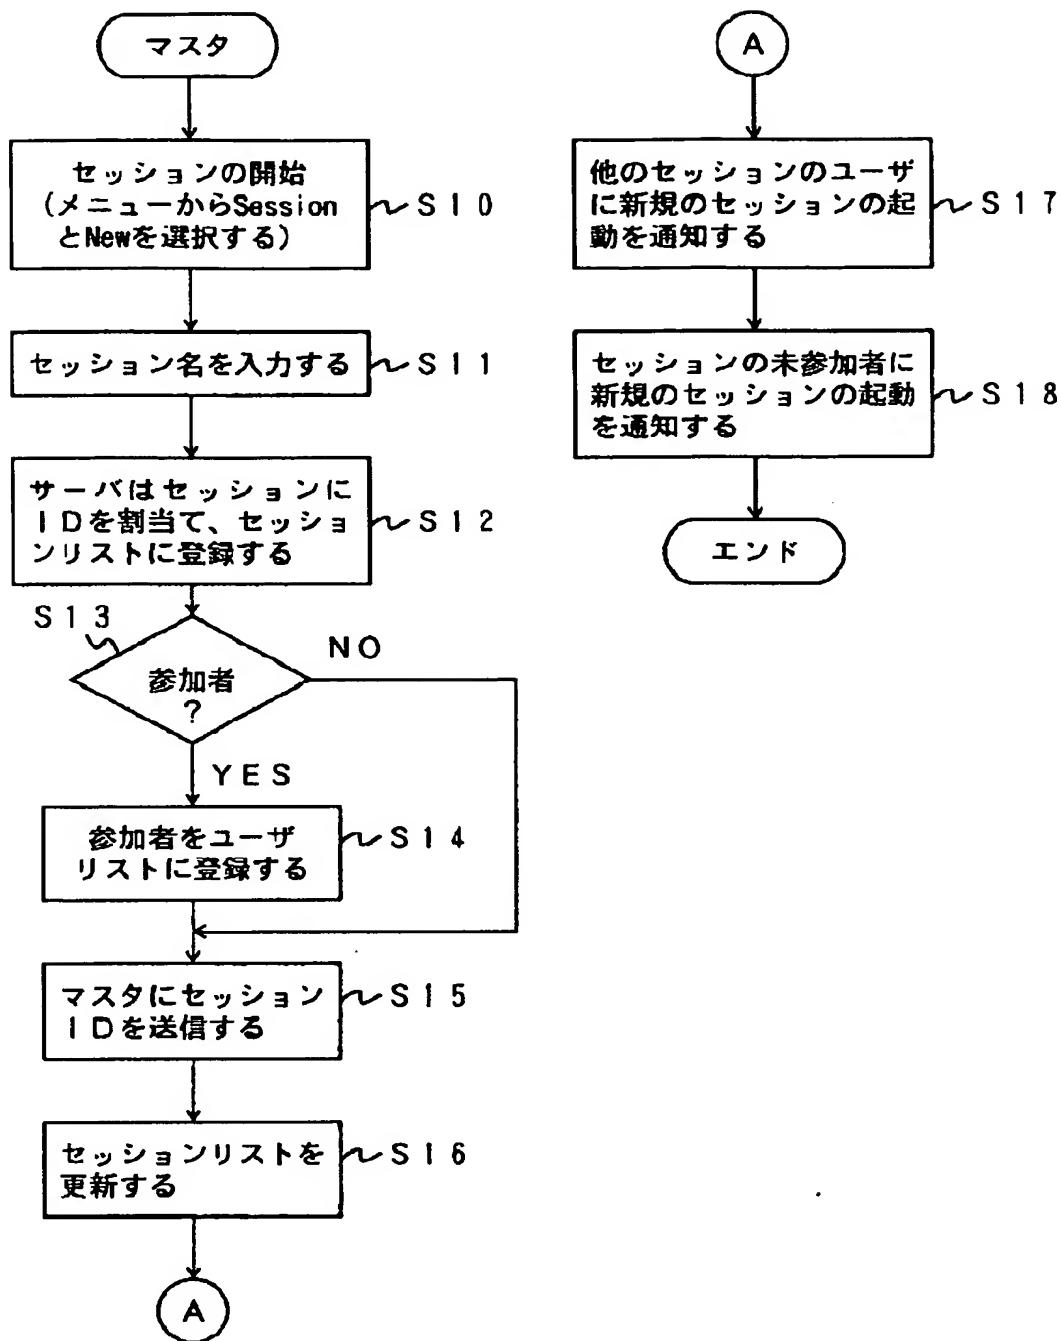 マスタ
セッションの開始
(メニューからSession
とNewを選択する)
S10
セッション名を入力する
S11
サーバはセッションに
IDを割当て、セッショ
ンリストに登録する
S12
S13
参加者
?
NO
YES
参加者をユーザ
リストに登録する
S14
マスタにセッション
IDを送信する
S15
セッションリストを
更新する
S16
A
A
他のセッションのユーザ
に新規のセッションの起
動を通知する
S17
セッションの未参加者に
新規のセッションの起動
を通知する
S18
エンド